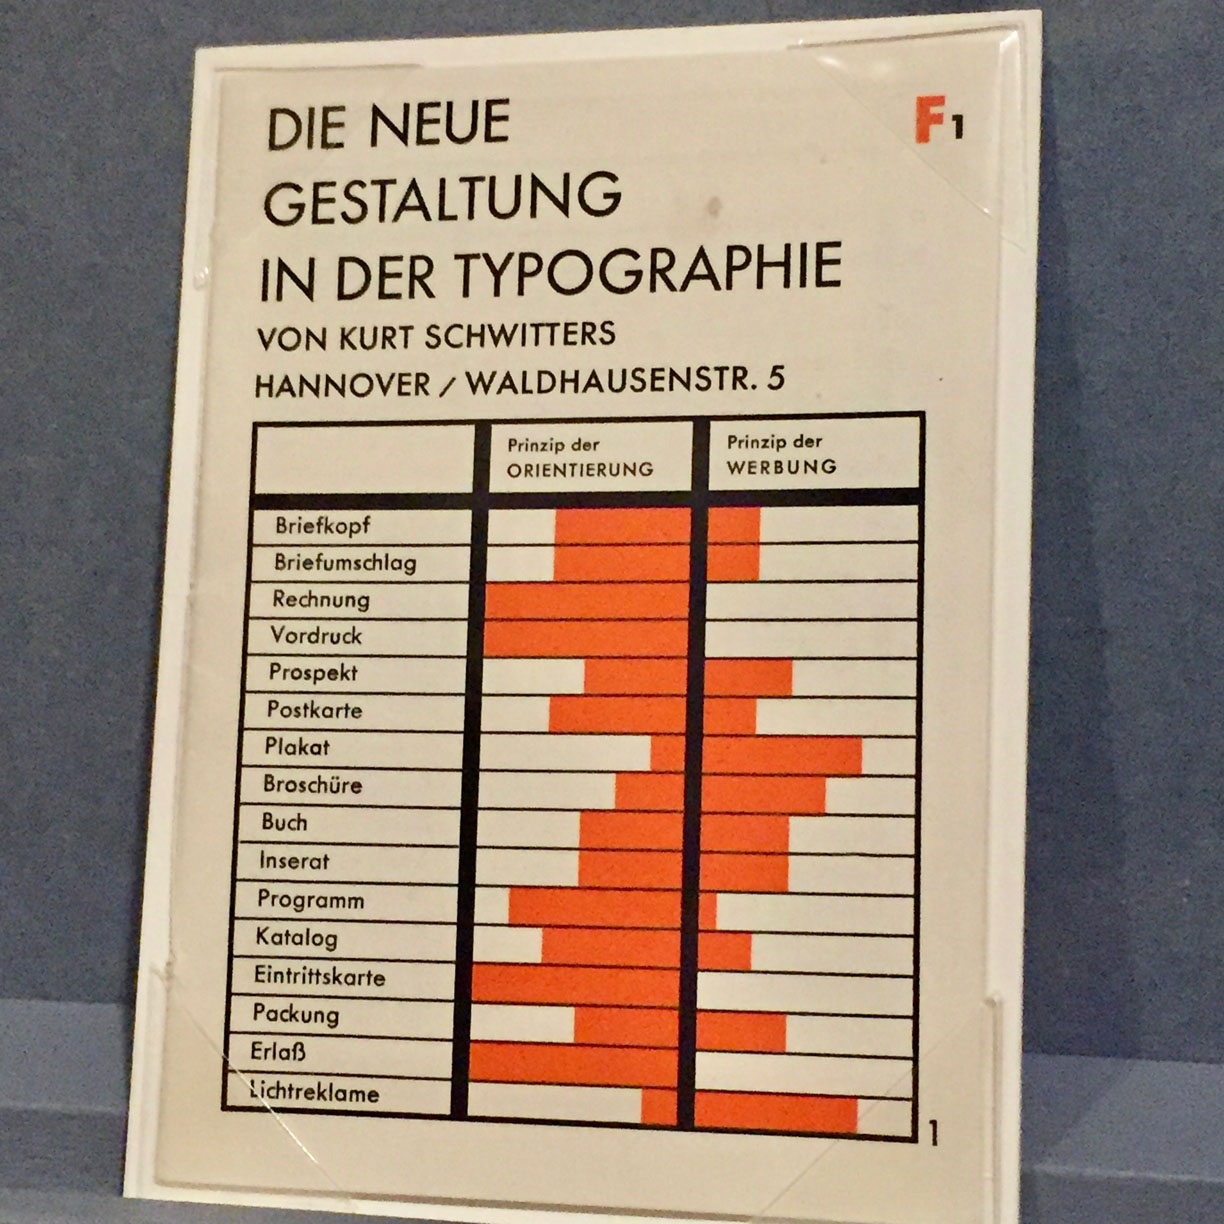 DIE NEUE
GESTALTUNG
IN DER TYPOGRAPHIE
F1
VON KURT SCHWITTERS
HANNOVER / WALDHAUSENSTR. 5
Prinzip der
ORIENTIERUNG
Prinzip der
WERBUNG
Briefkopf
Briefumschlag
Rechnung
Vordruck
Prospekt
Postkarte
Plakat
Broschüre
Buch
Inserat
Programm
Katalog
Eintrittskarte
Packung
Erlaß
Lichtreklame
1